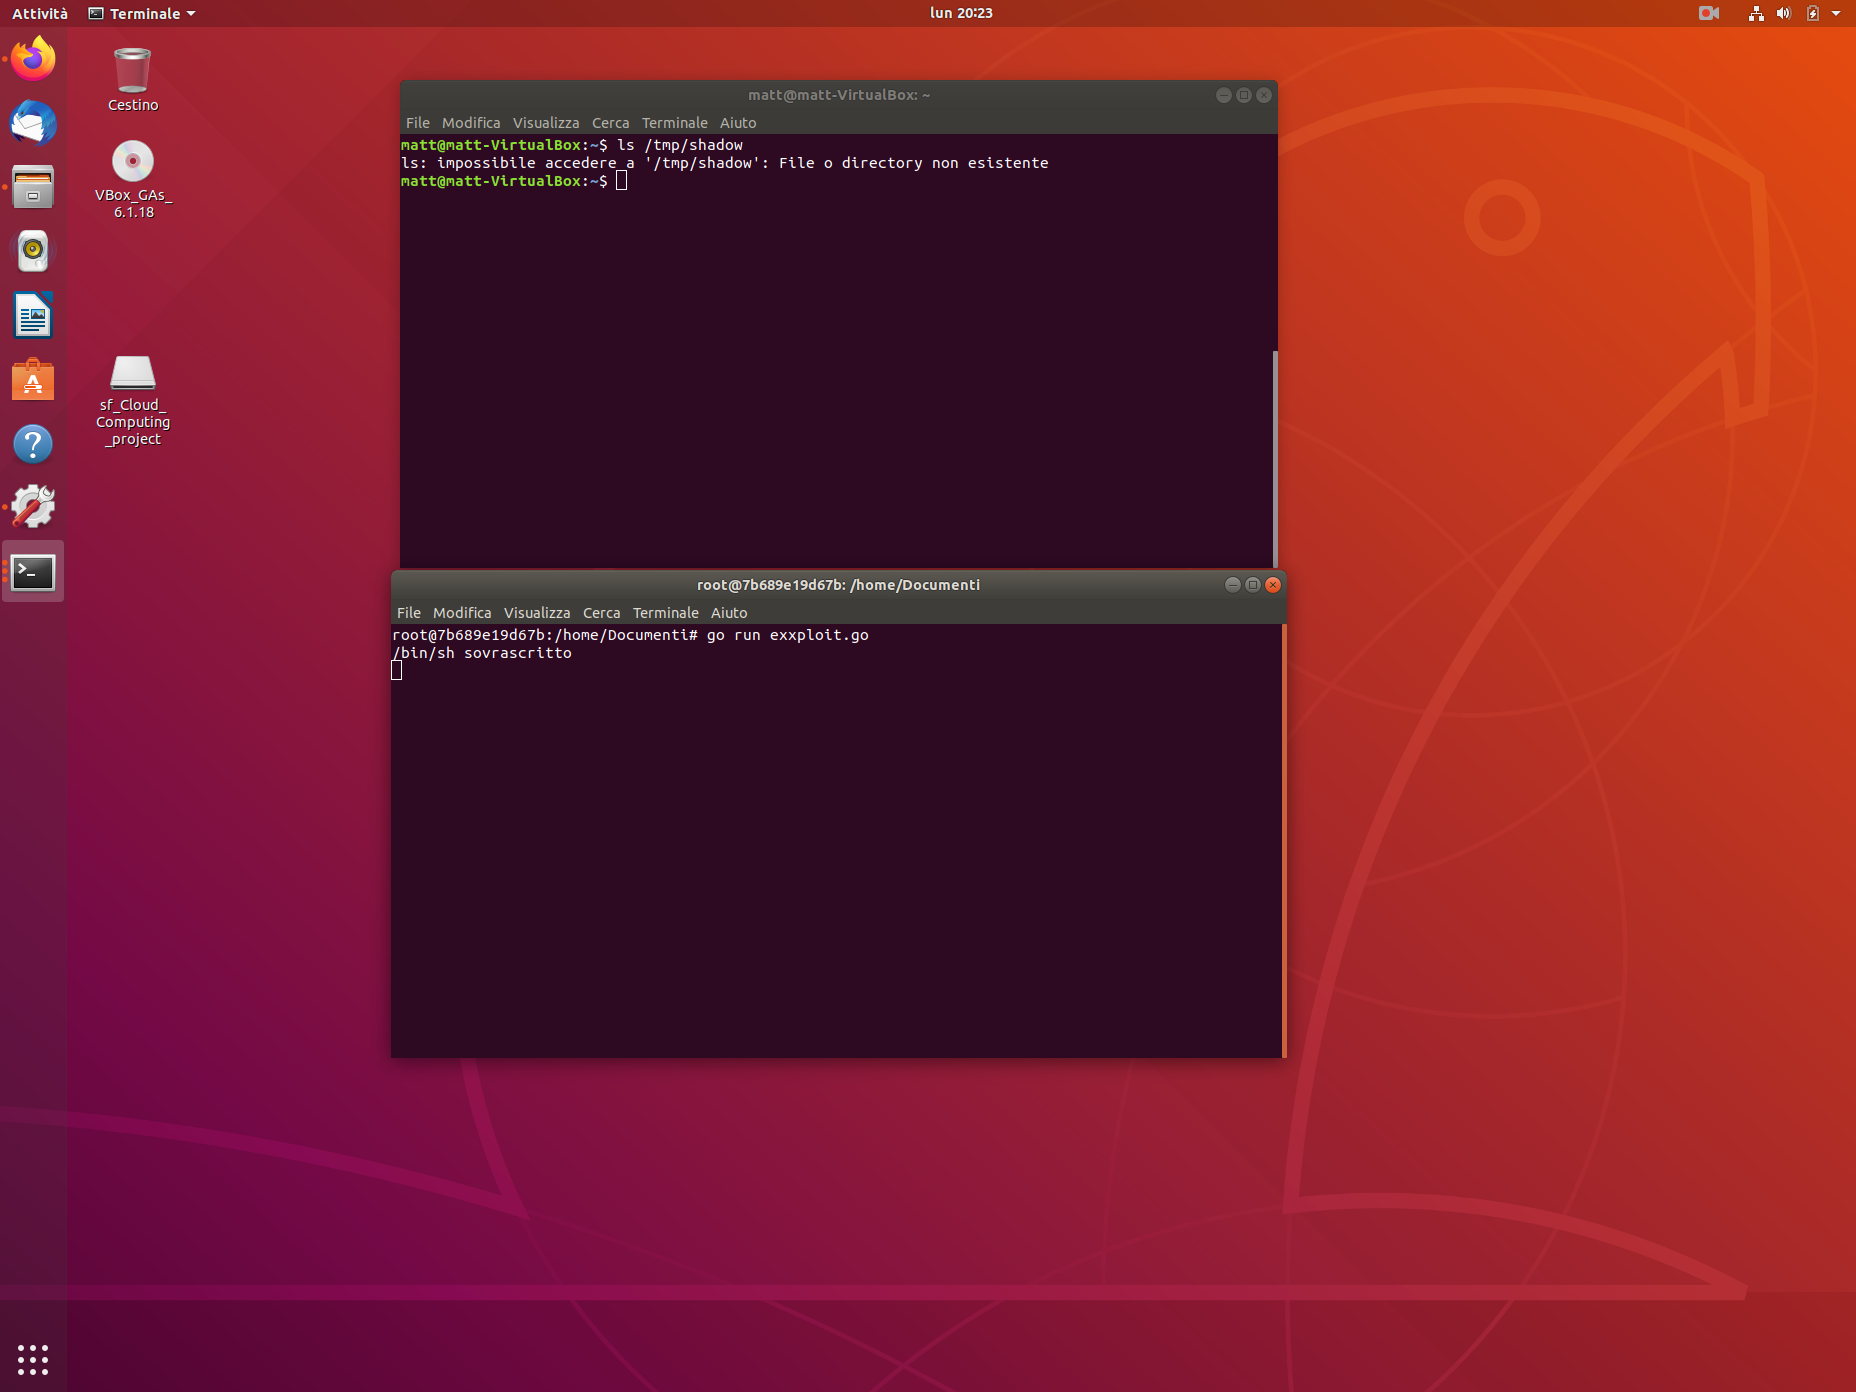 Attività Terminale lun 20:23
Cestino
VBox_GAs_
6.1.18
sf_Cloud_
Computing
_project
matt@matt-VirtualBox: ~
File Modifica Visualizza Cerca Terminale Aiuto
matt@matt-VirtualBox:~$ ls /tmp/shadow
ls: impossibile accedere a '/tmp/shadow': File o directory non esistente
matt@matt-VirtualBox:~$
root@7b689e19d67b: /home/Documenti
File Modifica Visualizza Cerca Terminale Aiuto
root@7b689e19d67b:/home/Documenti# go run exxploit.go
/bin/sh sovrascritto